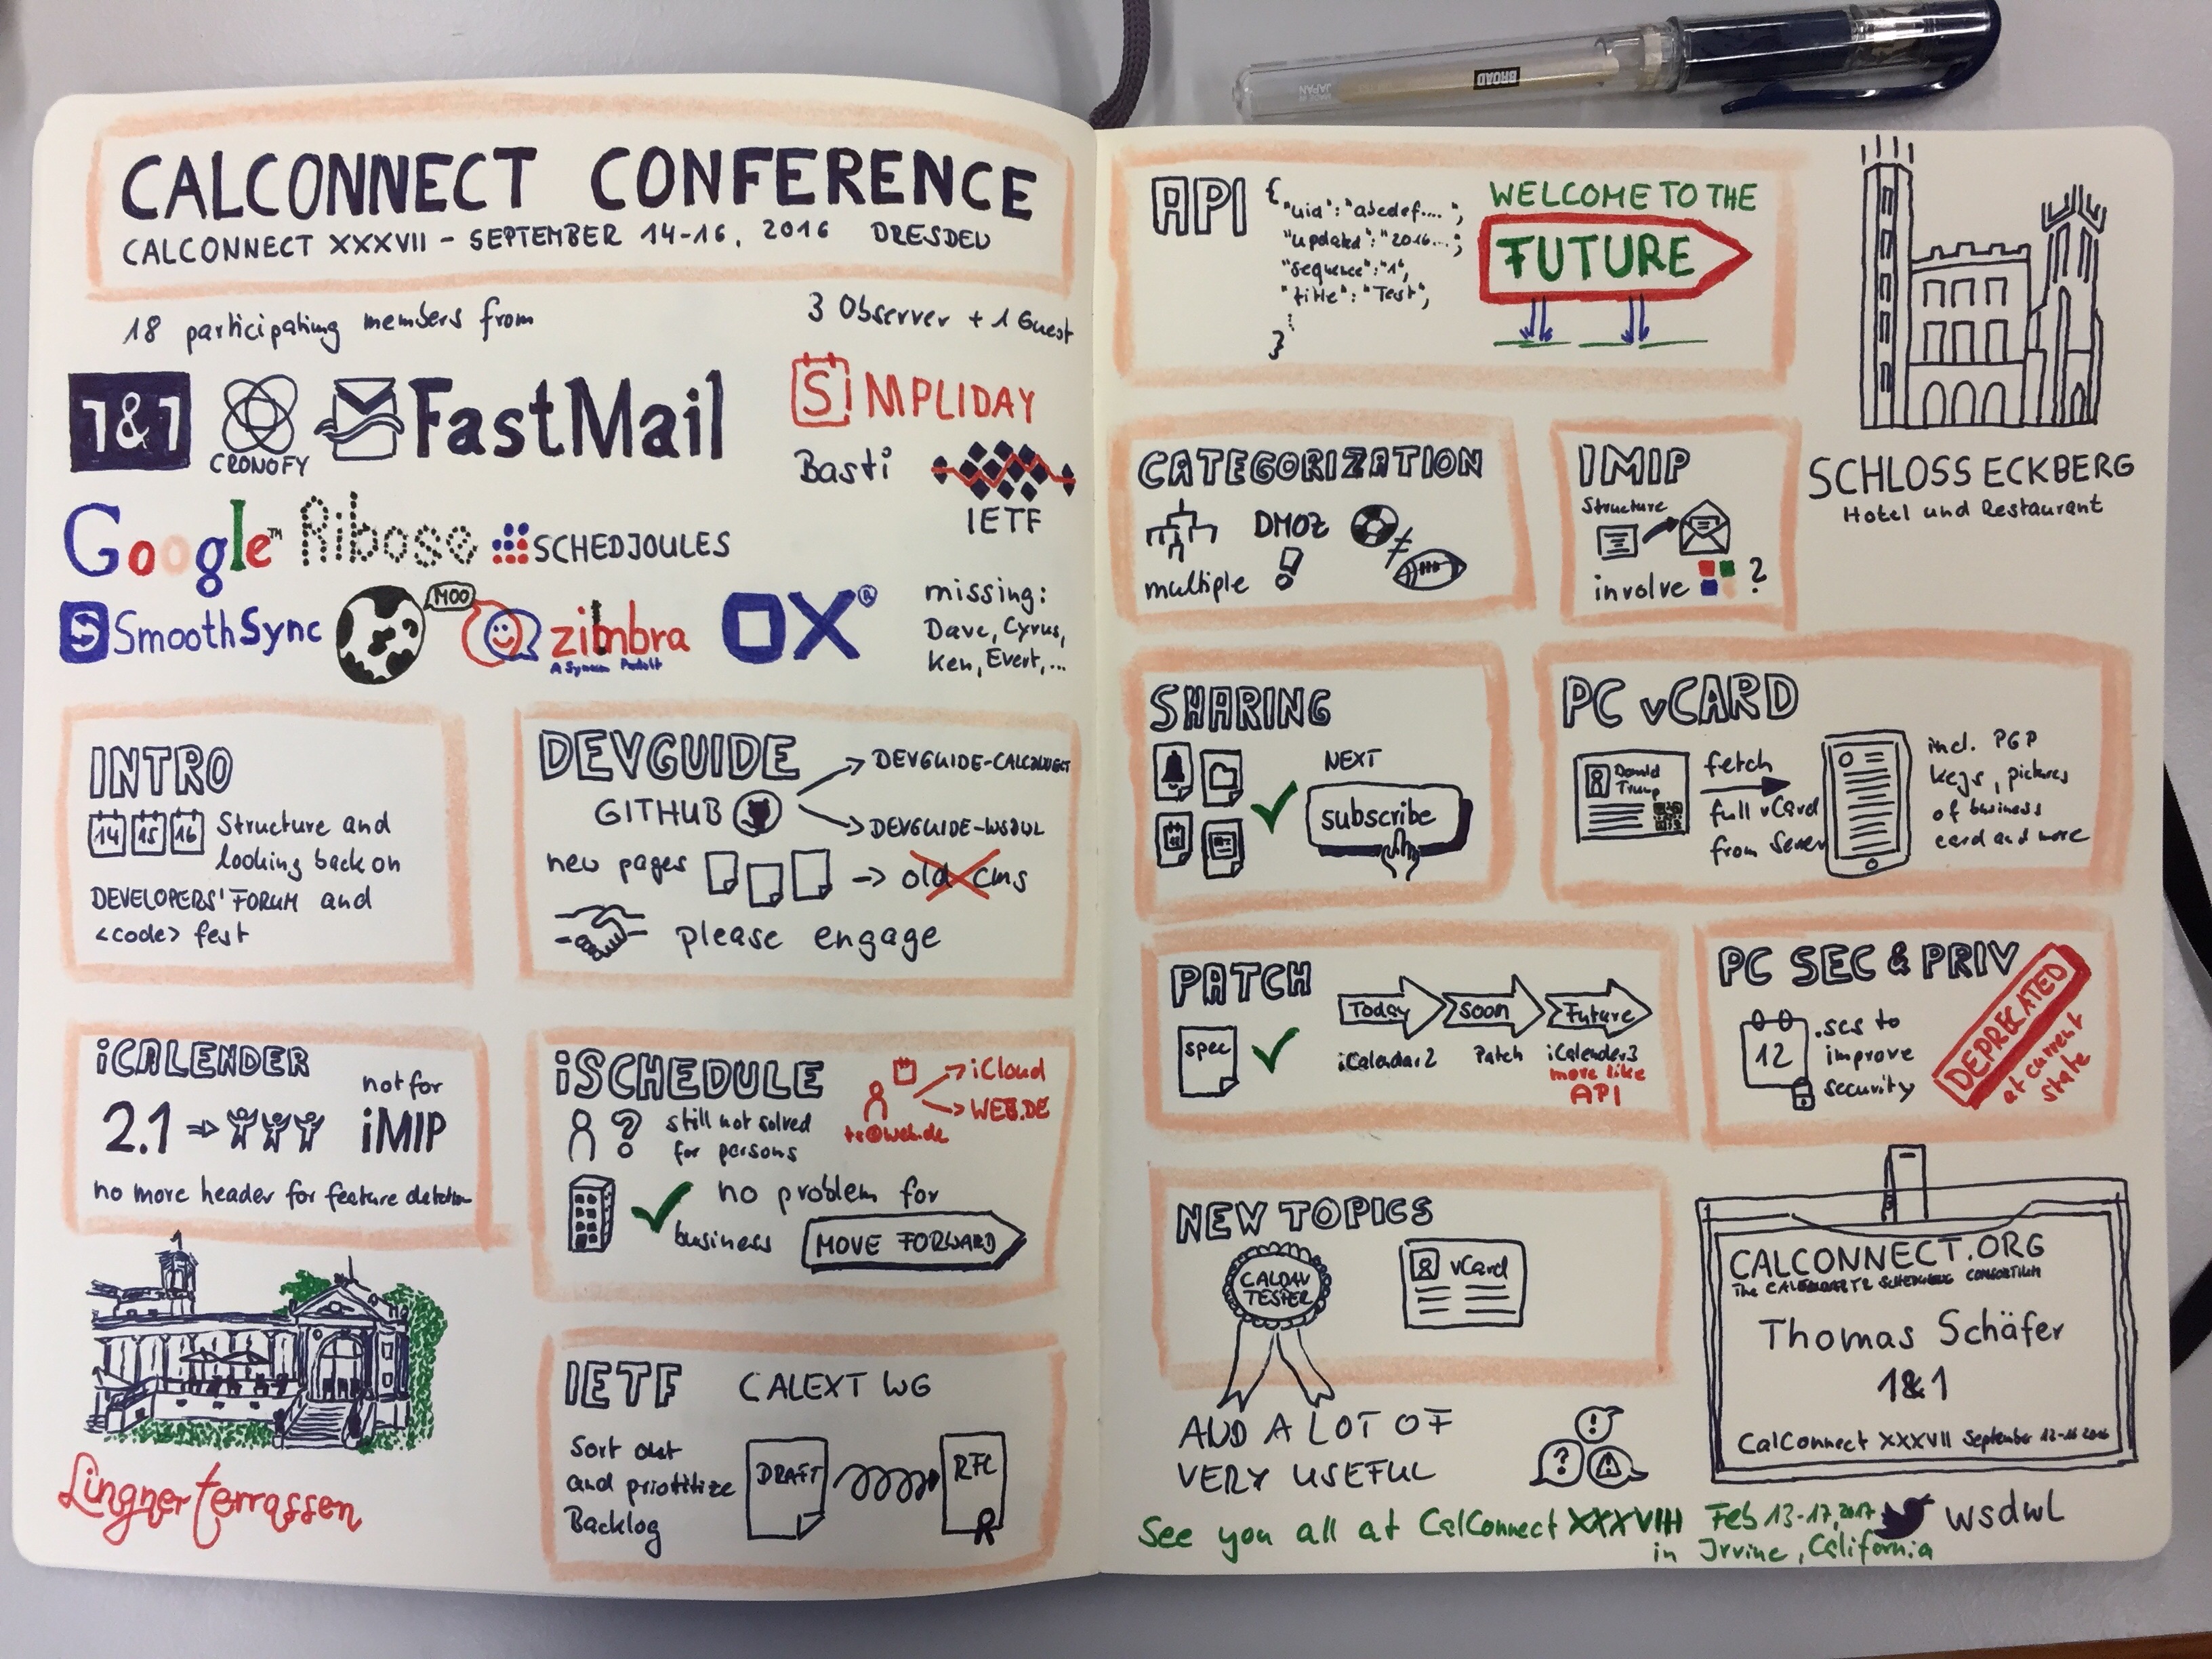 BROAD
MADE IN
JAPAN
CALCONNECT CONFERENCE
CALCONNECT XXXVII - SEPTEMBER 14-16, 2016 DRESDEN
18 participating members from
3 Observer + 1 Guest
1&1
CRONOFY
FastMail
SIMPLIDAY
Basti
IETF
Google™
Ribose
SCHEDJOULES
SmoothSync
MOO
zimbra
OX®
missing:
Dave, Cyrus,
Ken, Evert, ...
INTRO
14 15 16 Structure and
looking back on
DEVELOPERS' FORUM and
<code> fest
DEVGUIDE
GITHUB
DEVGUIDE-CALCONNECT
DEVGUIDE-WSDWL
new pages → old cms
please engage
iCALENDER
2.1 ⇒ not for
iMIP
no more header for feature detection
iSCHEDULE
? still not solved
for persons
iCloud
WEB.DE
ts@web.de
no problem for
business MOVE FORWARD
Lingnerterrassen
IETF CALEXT WG
Sort out
and priotitize
Backlog
DRAFT
RFC
API
{
"uid":"abcdef.... ",
"updated":"2016...",
"sequence":"1",
"title":"Test",
⋮
}
WELCOME TO THE
FUTURE
SCHLOSS ECKBERG
Hotel und Restaurant
CATEGORIZATION
DMOZ
multiple !
≠
IMIP
Structure
involve ?
SHARING
NEXT
subscribe
PC vCARD
Donald
Trump
fetch
full vCard
from Server
incl. PGP
keys, pictures
of business
card and more
PATCH
spec
Today Soon Future
iCalendar2 Patch iCalender3
more like
API
PC SEC & PRIV
12
.scs to
improve
security
DEPRECATED
at current
state
NEW TOPICS
CALDAV
TESTER
vCard
AND A LOT OF
VERY USEFUL
! ? !
CALCONNECT.ORG
Thomas Schäfer
1&1
CalConnect XXXVII September 12-16 2016
See you all at CalConnect XXXVIII Feb 13-17, 2017
in Irvine, California
wsdwl